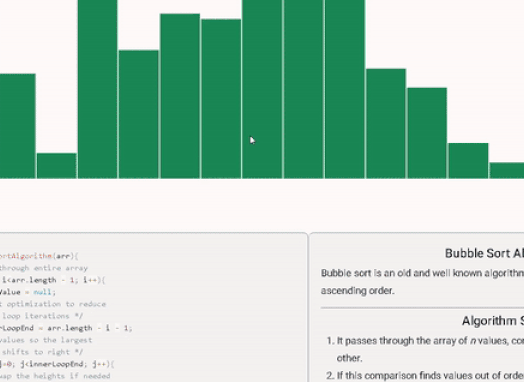 ortAlgorithm(arr){
through entire array
i<arr.length - 1; i++){
Value = null;
t optimization to reduce
loop iterations */
rLoopEnd = arr.length - i - 1;
values so the largest
shifts to right */
j=0; j<innerLoopEnd; j++){
wap the heights if needed
Bubble Sort Al
Bubble sort is an old and well known algorithm
ascending order.
Algorithm S
1. It passes through the array of n values, co
other.
2. If this comparison finds values out of orde